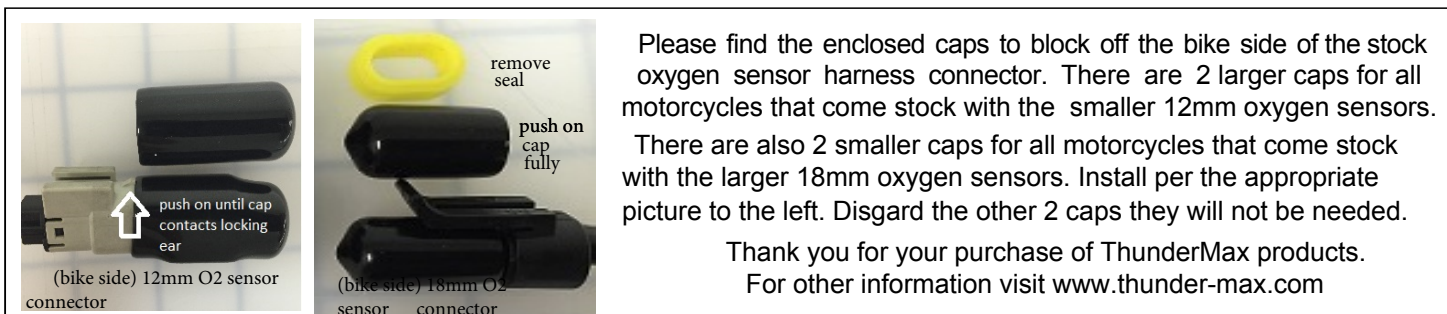 remove
seal
push on
cap
fully
push on until cap
contacts locking
ear
(bike side) 12mm O2 sensor
connector
(bike side) 18mm O2
sensor connector
Please find the enclosed caps to block off the bike side of the stock
oxygen sensor harness connector. There are 2 larger caps for all
motorcycles that come stock with the smaller 12mm oxygen sensors.
There are also 2 smaller caps for all motorcycles that come stock
with the larger 18mm oxygen sensors. Install per the appropriate
picture to the left. Disgard the other 2 caps they will not be needed.
Thank you for your purchase of ThunderMax products.
For other information visit www.thunder-max.com